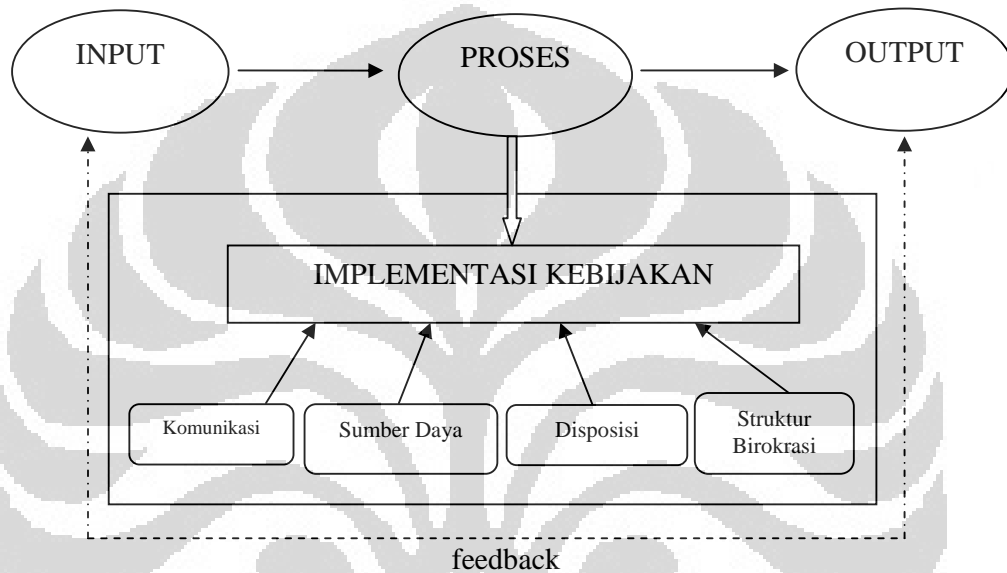 INPUT
PROSES
OUTPUT
IMPLEMENTASI KEBIJAKAN
Komunikasi
Sumber Daya
Disposisi
Struktur
Birokrasi
feedback